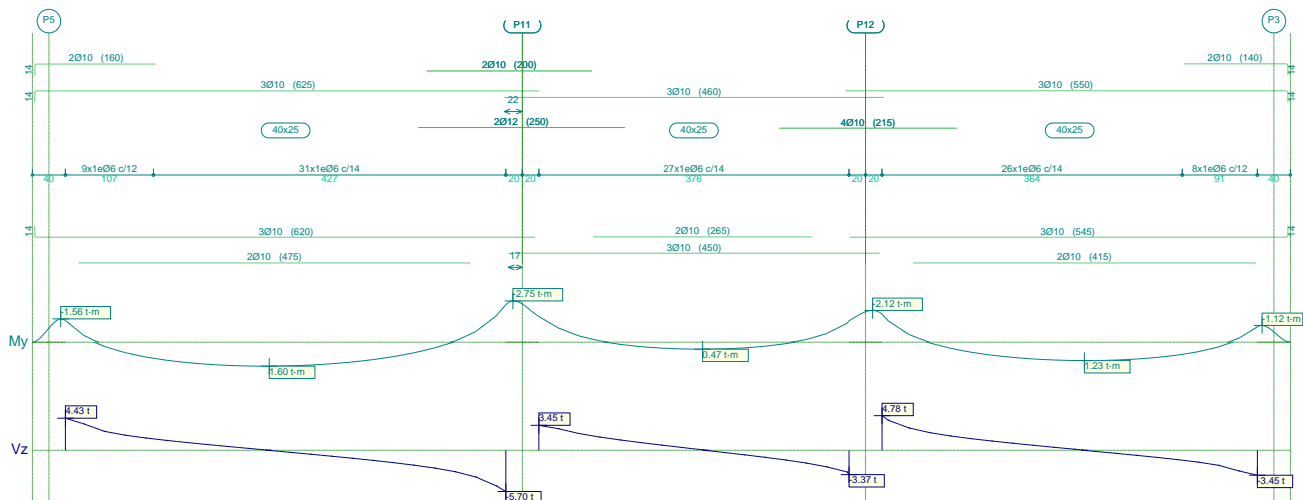 P5 P11 P12 P3
2Ø10 (160) 2Ø10 (200) 2Ø10 (140)
14 14
3Ø10 (625) 3Ø10 (460) 3Ø10 (550)
14 14
22
2Ø12 (250) 4Ø10 (215)
40x25 40x25 40x25
9x1eØ6 c/12 31x1eØ6 c/14 27x1eØ6 c/14 26x1eØ6 c/14 8x1eØ6 c/12
40 107 427 20 20 376 20 20 364 91 40
3Ø10 (620) 2Ø10 (265) 3Ø10 (545)
14 14
3Ø10 (450)
17
2Ø10 (475) 2Ø10 (415)
-1.56 t·m -2.75 t·m -2.12 t·m -1.12 t·m
My
1.60 t·m 0.47 t·m 1.23 t·m
4.43 t 3.45 t 4.78 t
Vz
-5.70 t -3.37 t -3.45 t